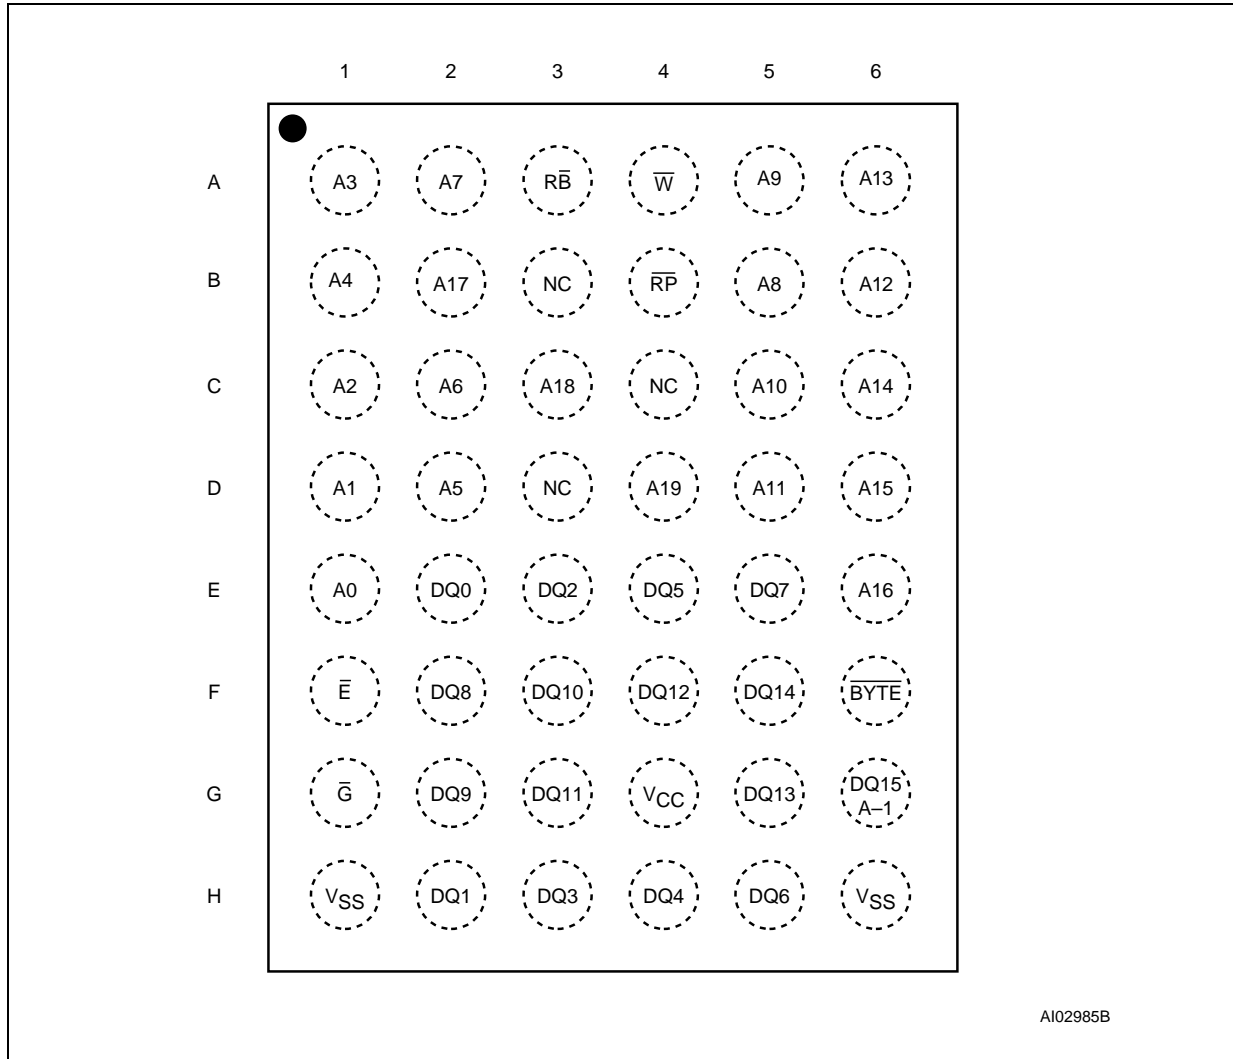 1 2 3 4 5 6
A A3 A7 RB̅ W̅ A9 A13
B A4 A17 NC R̅P̅ A8 A12
C A2 A6 A18 NC A10 A14
D A1 A5 NC A19 A11 A15
E A0 DQ0 DQ2 DQ5 DQ7 A16
F E̅ DQ8 DQ10 DQ12 DQ14 B̅Y̅T̅E̅
G G̅ DQ9 DQ11 VCC DQ13 DQ15
A–1
H VSS DQ1 DQ3 DQ4 DQ6 VSS
AI02985B